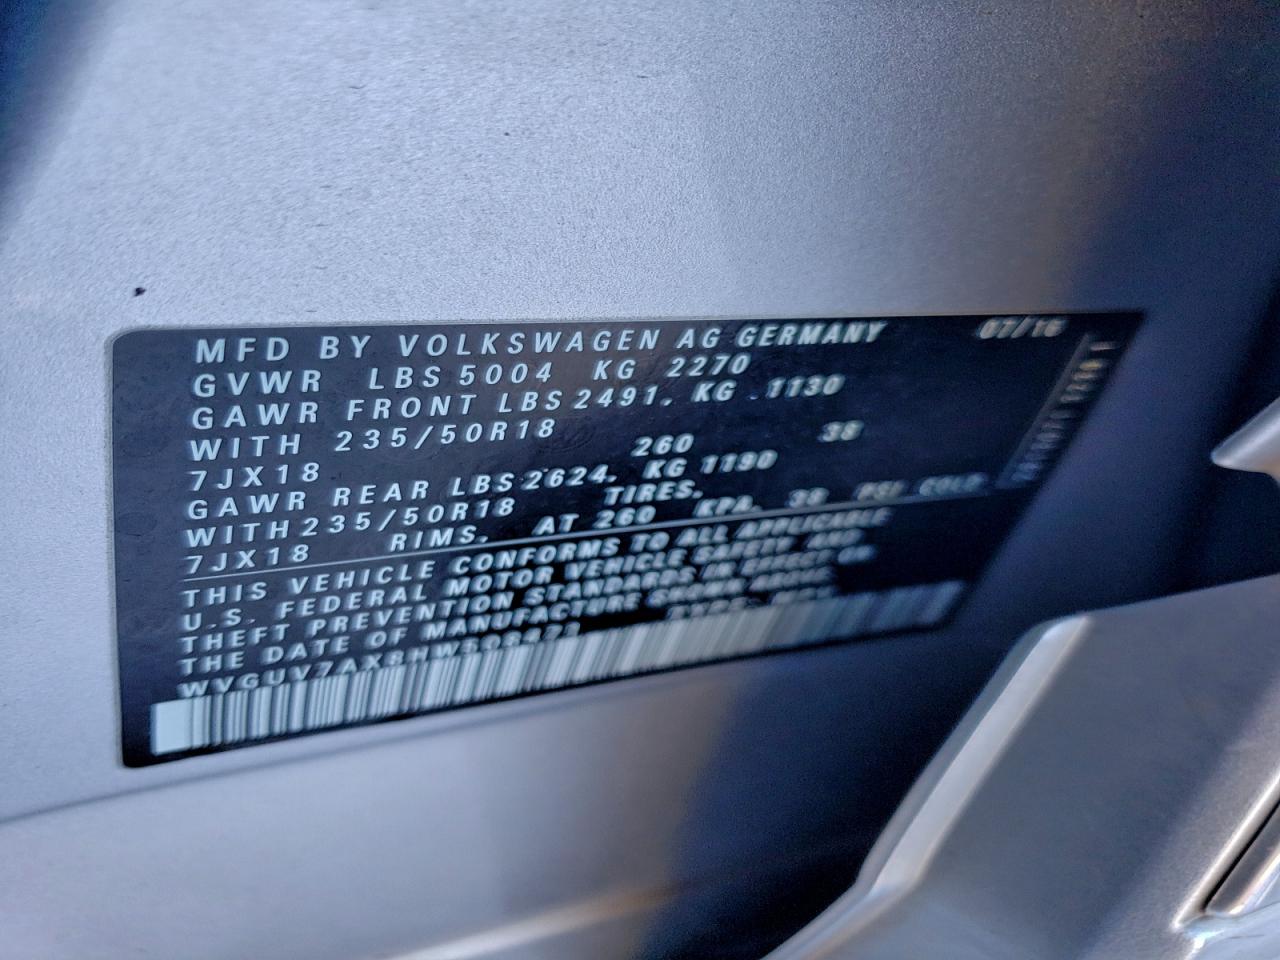 MFD BY VOLKSWAGEN AG GERMANY 07/16
GVWR LBS 5004 KG 2270
GAWR FRONT LBS 2491, KG 1130
WITH 235/50R18
7JX18 260 38
GAWR REAR LBS 2624, KG 1190
WITH 235/50R18 TIRES,
7JX18 RIMS, AT 260 KPA, 38 PSI COLD
THIS VEHICLE CONFORMS TO ALL APPLICABLE
U.S. FEDERAL MOTOR VEHICLE SAFETY AND
THEFT PREVENTION STANDARDS IN EFFECT ON
THE DATE OF MANUFACTURE SHOWN ABOVE.
TYPE: